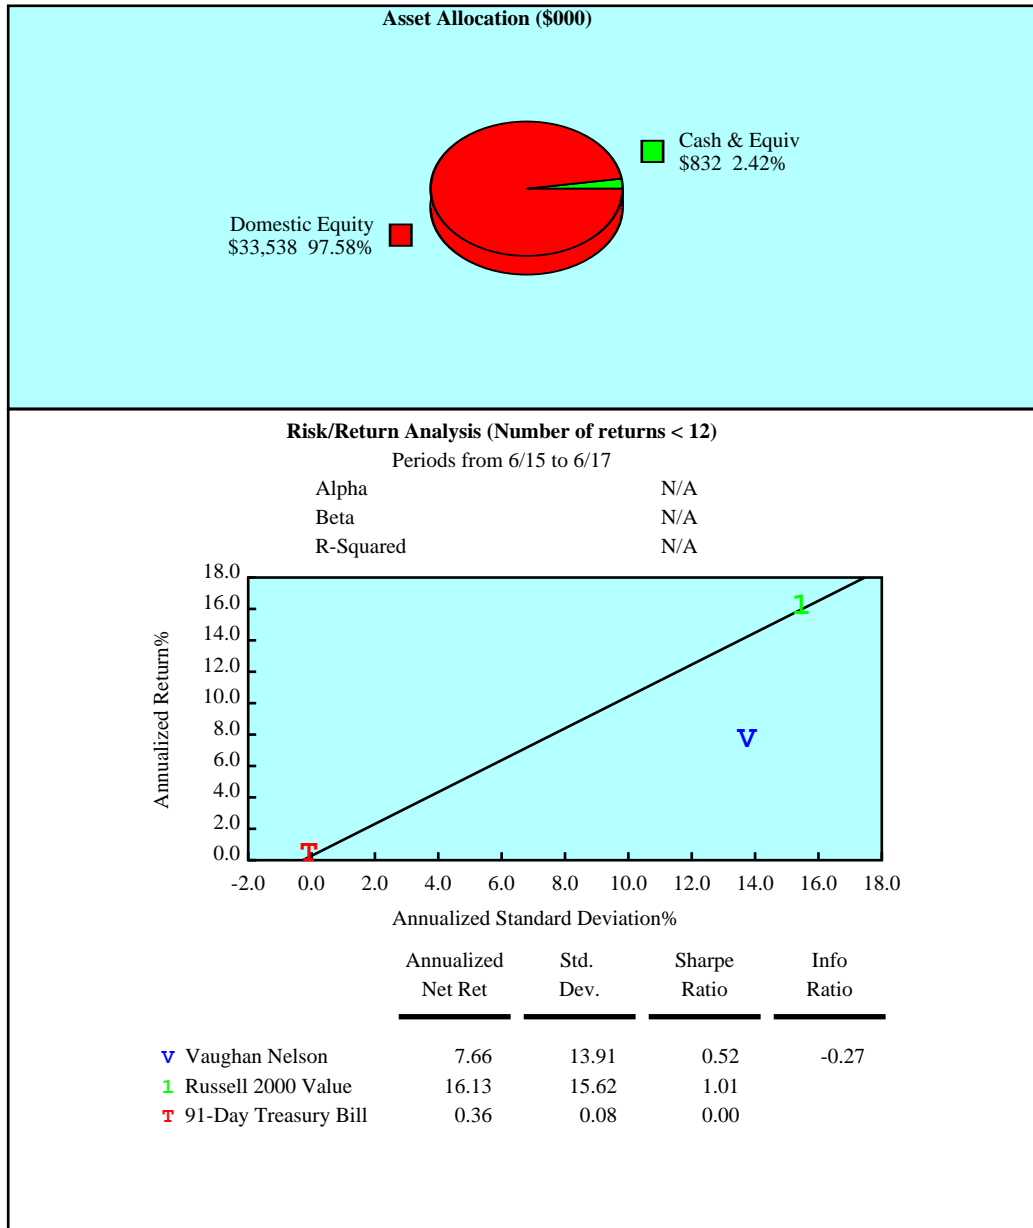 Asset Allocation ($000)
Cash & Equiv
$832 2.42%
Domestic Equity
$33,538 97.58%
Risk/Return Analysis (Number of returns < 12)
Periods from 6/15 to 6/17
Alpha N/A
Beta N/A
R-Squared N/A
18.0
16.0
14.0
12.0
10.0
8.0
6.0
4.0
2.0
0.0
Annualized Return%
1
V
T
-2.0 0.0 2.0 4.0 6.0 8.0 10.0 12.0 14.0 16.0 18.0
Annualized Standard Deviation%
Annualized Std. Sharpe Info
Net Ret Dev. Ratio Ratio
V Vaughan Nelson 7.66 13.91 0.52 -0.27
1 Russell 2000 Value 16.13 15.62 1.01
T 91-Day Treasury Bill 0.36 0.08 0.00